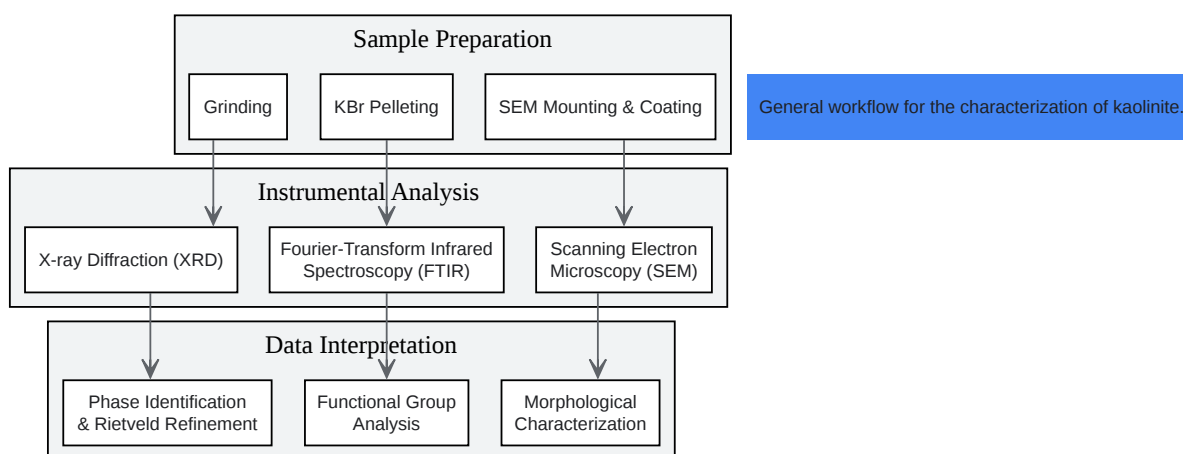 Sample Preparation
Grinding
KBr Pelleting
SEM Mounting & Coating
General workflow for the characterization of kaolinite.
Instrumental Analysis
X-ray Diffraction (XRD)
Fourier-Transform Infrared
Spectroscopy (FTIR)
Scanning Electron
Microscopy (SEM)
Data Interpretation
Phase Identification
& Rietveld Refinement
Functional Group
Analysis
Morphological
Characterization